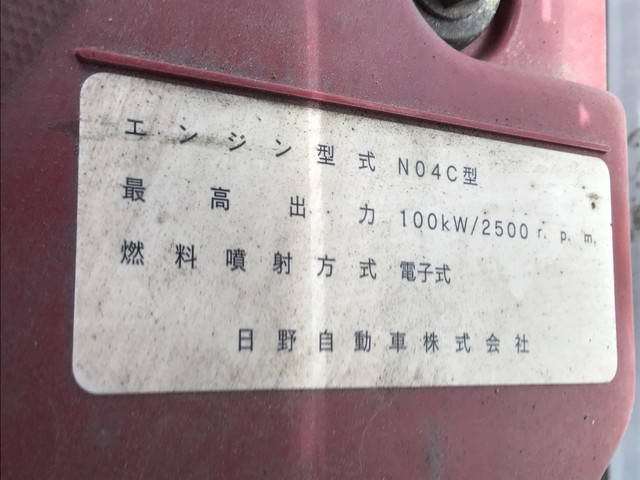 エンジン型式 N04C型
最高出力 100kW/2500 r. p. m.
燃料噴射方式 電子式
日野自動車株式会社